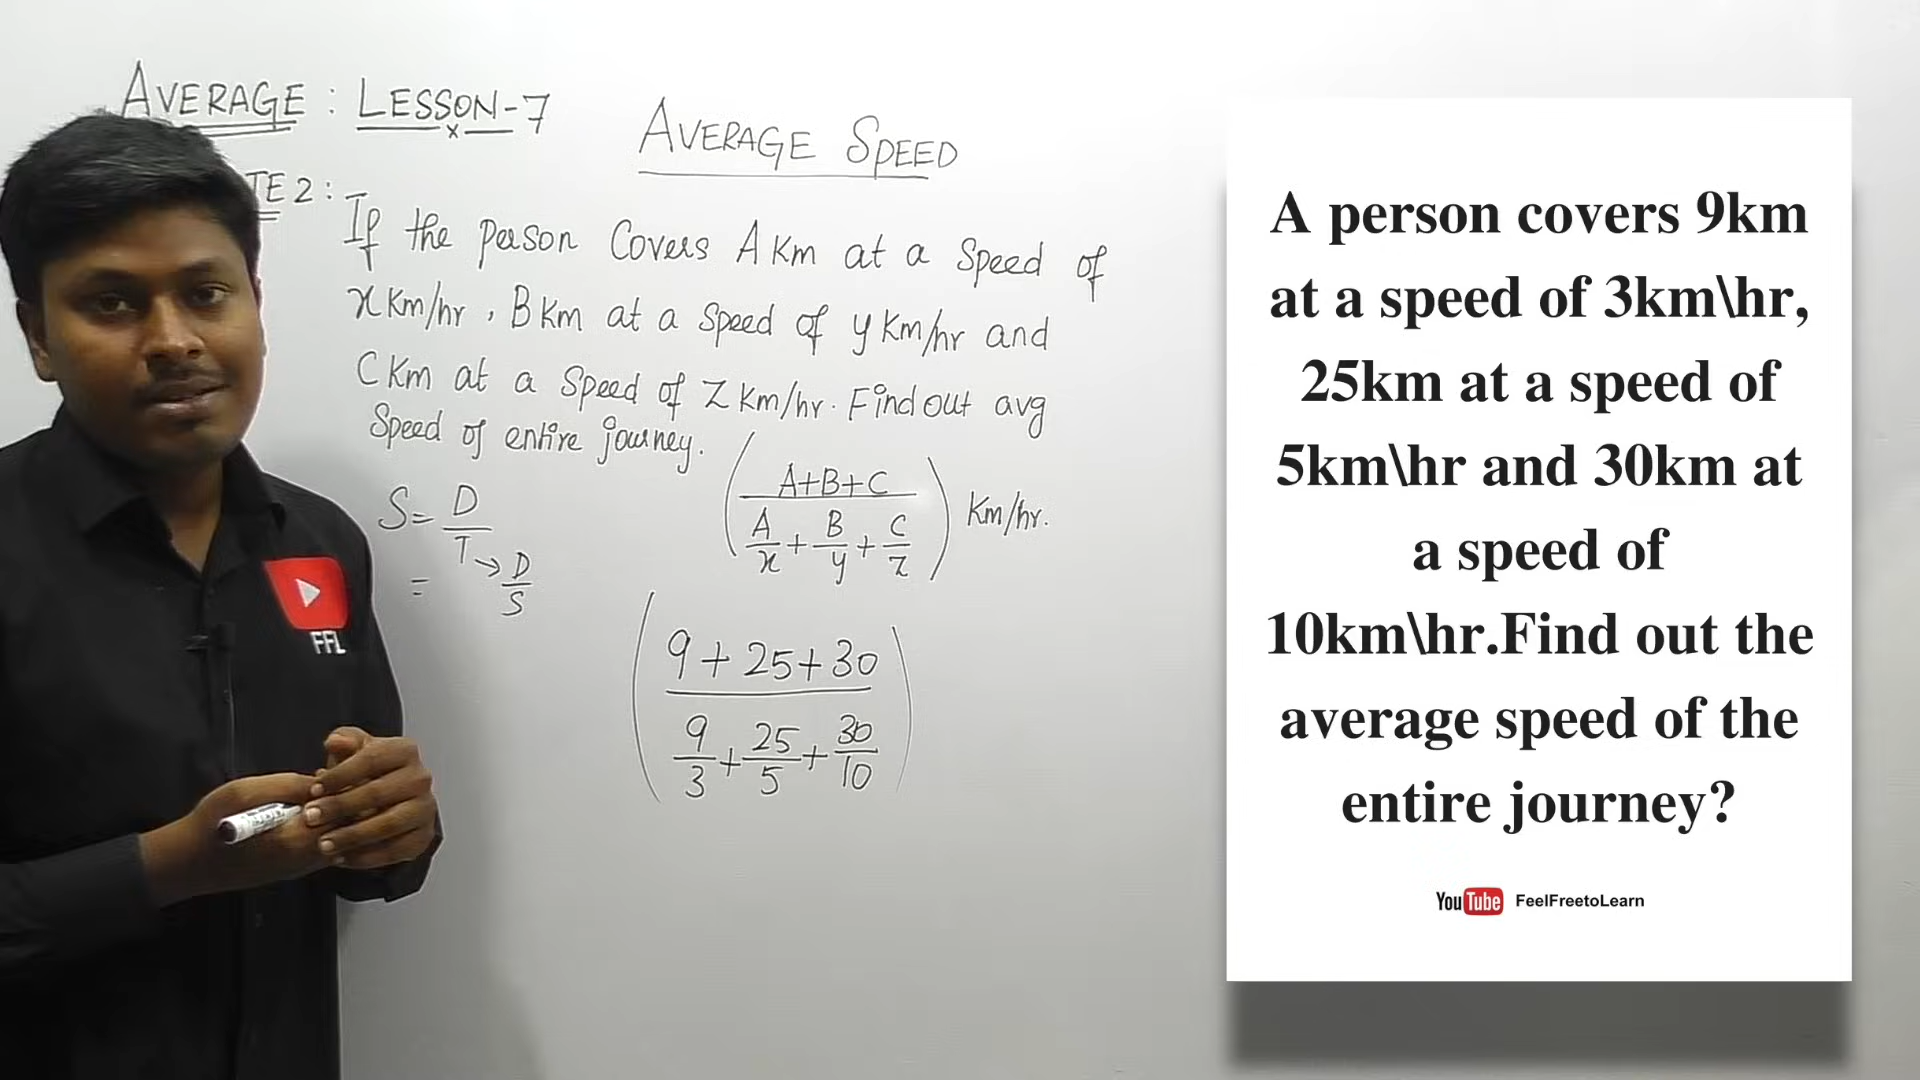 AVERAGE : LESSON-7
x
AVERAGE SPEED
TE 2 :
If the person Covers A Km at a Speed of
x Km/hr , B Km at a Speed of y Km/hr and
C Km at a Speed of Z Km/hr. Find out avg
Speed of entire journey.
S = D/T → D/S
=
( (A+B+C) / (A/x + B/y + C/z) ) Km/hr.
( (9 + 25 + 30) / (9/3 + 25/5 + 30/10) )
FFL
A person covers 9km
at a speed of 3km\hr,
25km at a speed of
5km\hr and 30km at
a speed of
10km\hr.Find out the
average speed of the
entire journey?
YouTube FeelFreetoLearn